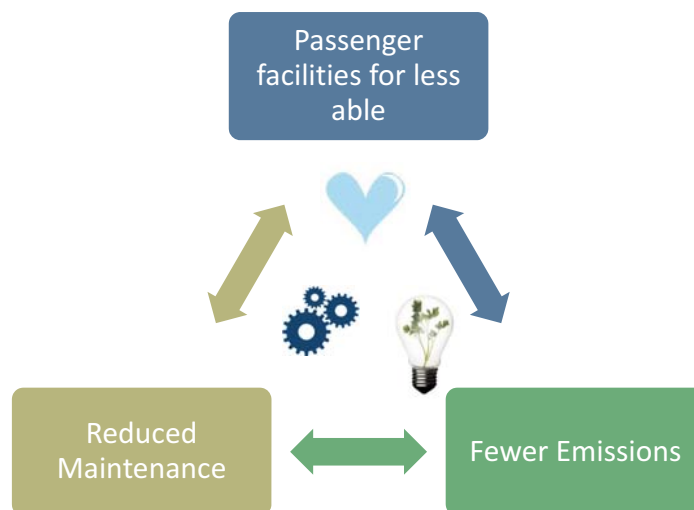 Passenger
facilities for less
able
Reduced
Maintenance
Fewer Emissions